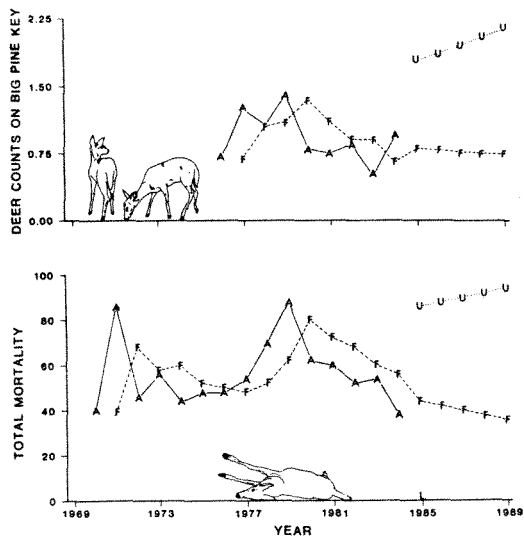 DEER COUNTS ON BIG PINE KEY
2.25
1.50
0.75
0.00
A A A A A A A A A
F F F F F F F F F F F F F
U U U U U
TOTAL MORTALITY
100
80
60
40
20
0
A A A A A A A A A A A A A A A
F F F F F F F F F F F F F F F F F F F
U U U U U
1969 1973 1977 1981 1985 1989
YEAR